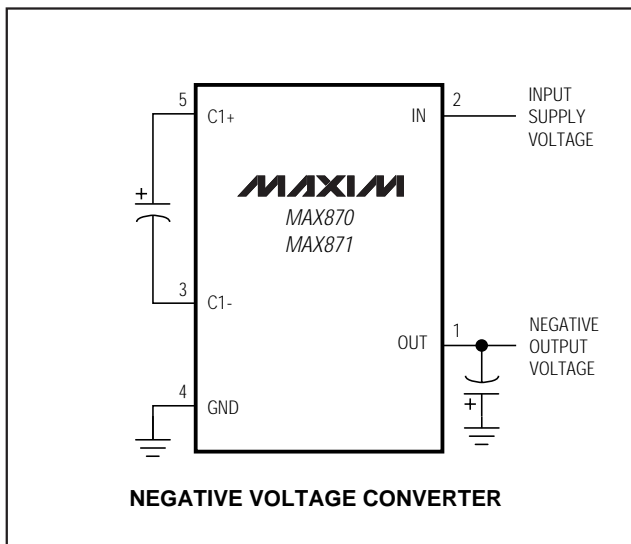 5
C1+
2
IN
INPUT
SUPPLY
VOLTAGE
MAXIM
MAX870
MAX871
+
3
C1-
1
OUT
NEGATIVE
OUTPUT
VOLTAGE
4
GND
+
NEGATIVE VOLTAGE CONVERTER